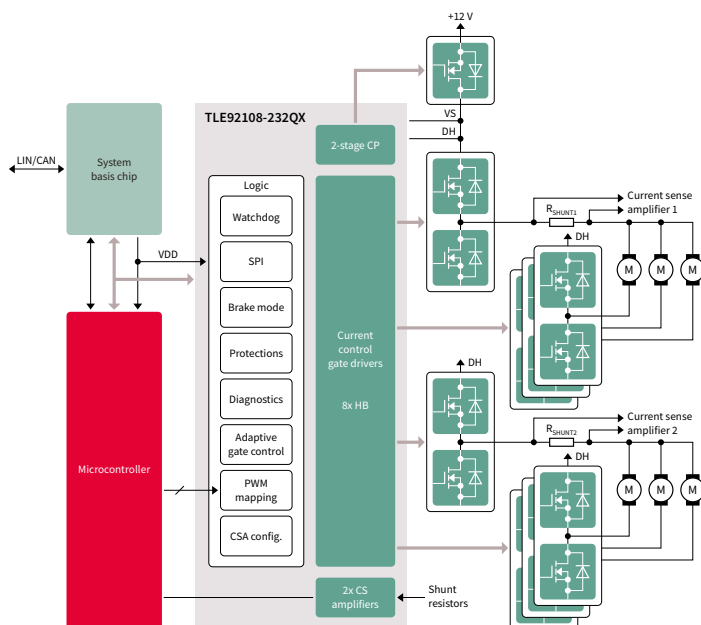 +12 V
TLE92108-232QX
VS
DH
2-stage CP
LIN/CAN
System
basis chip
Logic
Watchdog
SPI
Brake mode
Protections
Diagnostics
Adaptive
gate control
PWM
mapping
CSA config.
VDD
Current
control
gate drivers
8x HB
Microcontroller
2x CS
amplifiers
Shunt
resistors
RSHUNT1
Current sense
amplifier 1
DH
M
M
M
DH
RSHUNT2
Current sense
amplifier 2
DH
M
M
M